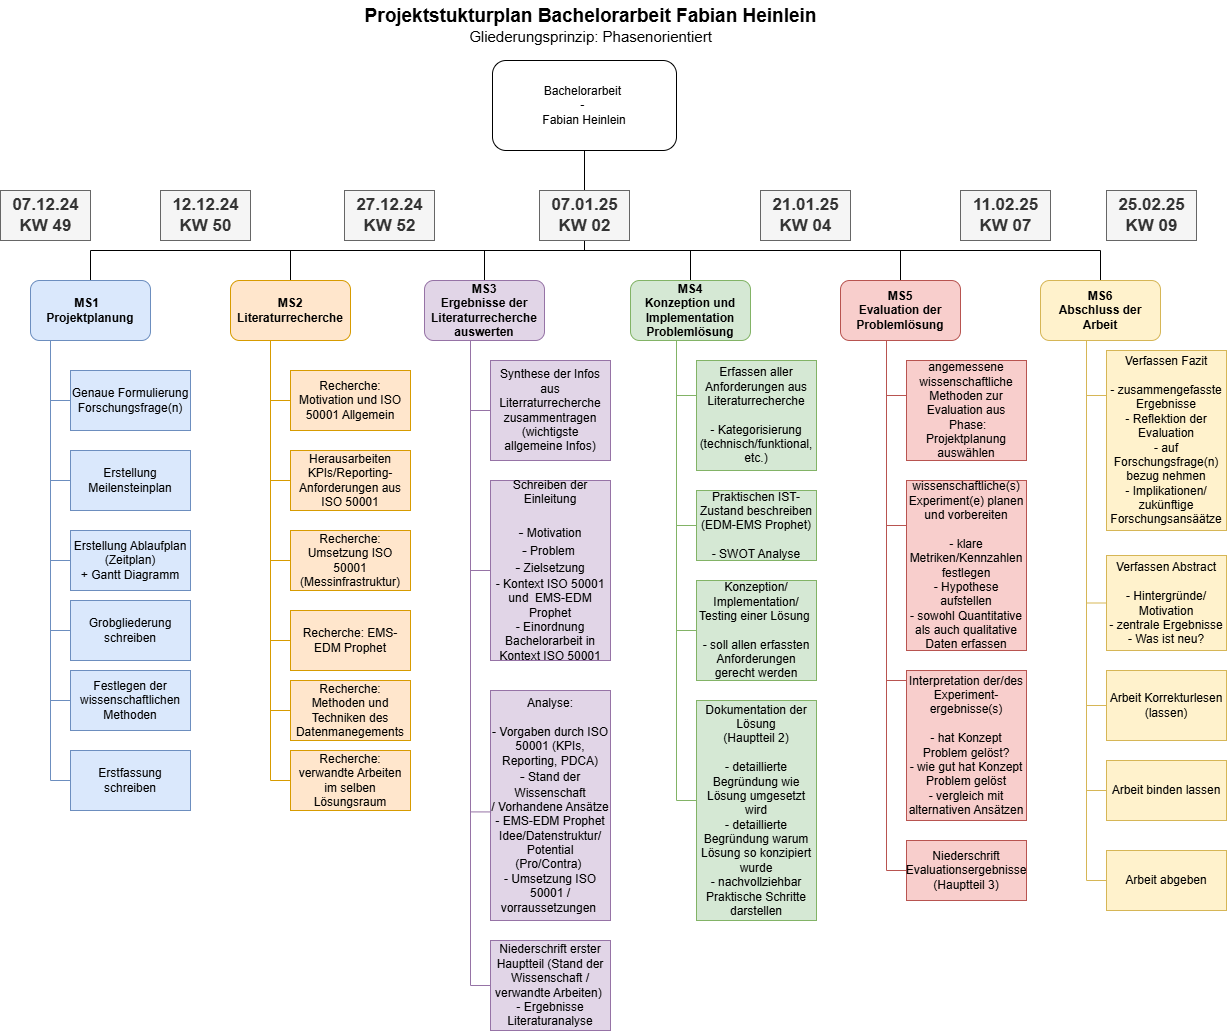 Projektstukturplan Bachelorarbeit Fabian Heinlein
Gliederungsprinzip: Phasenorientiert
Bachelorarbeit
-
Fabian Heinlein
07.12.24
KW 49
12.12.24
KW 50
27.12.24
KW 52
07.01.25
KW 02
21.01.25
KW 04
11.02.25
KW 07
25.02.25
KW 09
MS1
Projektplanung
Genaue Formulierung
Forschungsfrage(n)
Erstellung
Meilensteinplan
Erstellung Ablaufplan
(Zeitplan)
+ Gantt Diagramm
Grobgliederung
schreiben
Festlegen der
wissenschaftlichen
Methoden
Erstfassung
schreiben
MS2
Literaturrecherche
Recherche:
Motivation und ISO
50001 Allgemein
Herausarbeiten
KPIs/Reporting-
Anforderungen aus
ISO 50001
Recherche:
Umsetzung ISO
50001
(Messinfrastruktur)
Recherche: EMS-
EDM Prophet
Recherche:
Methoden und
Techniken des
Datenmanegements
Recherche:
verwandte Arbeiten
im selben
Lösungsraum
MS3
Ergebnisse der
Literaturrecherche
auswerten
Synthese der Infos
aus
Literraturrecherche
zusammentragen
(wichtigste
allgemeine Infos)
Schreiben der
Einleitung
- Motivation
- Problem
- Zielsetzung
- Kontext ISO 50001
und  EMS-EDM
Prophet
- Einordnung
Bachelorarbeit in
Kontext ISO 50001
Analyse:
- Vorgaben durch ISO
50001 (KPIs,
Reporting, PDCA)
- Stand der
Wissenschaft
/ Vorhandene Ansätze
- EMS-EDM Prophet
Idee/Datenstruktur/
Potential
(Pro/Contra)
- Umsetzung ISO
50001 /
vorraussetzungen
Niederschrift erster
Hauptteil (Stand der
Wissenschaft /
verwandte Arbeiten)
- Ergebnisse
Literaturanalyse
MS4
Konzeption und
Implementation
Problemlösung
Erfassen aller
Anforderungen aus
Literaturrecherche
- Kategorisierung
(technisch/funktional,
etc.)
Praktischen IST-
Zustand beschreiben
(EDM-EMS Prophet)
- SWOT Analyse
Konzeption/
Implementation/
Testing einer Lösung
- soll allen erfassten
Anforderungen
gerecht werden
Dokumentation der
Lösung
(Hauptteil 2)
- detaillierte
Begründung wie
Lösung umgesetzt
wird
- detaillierte
Begründung warum
Lösung so konzipiert
wurde
- nachvollziehbar
Praktische Schritte
darstellen
MS5
Evaluation der
Problemlösung
angemessene
wissenschaftliche
Methoden zur
Evaluation aus
Phase:
Projektplanung
auswählen
wissenschaftliche(s)
Experiment(e) planen
und vorbereiten
- klare
Metriken/Kennzahlen
festlegen
- Hypothese
aufstellen
- sowohl Quantitative
als auch qualitative
Daten erfassen
Interpretation der/des
Experiment-
ergebnisse(s)
- hat Konzept
Problem gelöst?
- wie gut hat Konzept
Problem gelöst
- vergleich mit
alternativen Ansätzen
Niederschrift
Evaluationsergebnisse
(Hauptteil 3)
MS6
Abschluss der
Arbeit
Verfassen Fazit
- zusammengefasste
Ergebnisse
- Reflektion der
Evaluation
- auf
Forschungsfrage(n)
bezug nehmen
- Implikationen/
zukünftige
Forschungsansäätze
Verfassen Abstract
- Hintergründe/
Motivation
- zentrale Ergebnisse
- Was ist neu?
Arbeit Korrekturlesen
(lassen)
Arbeit binden lassen
Arbeit abgeben